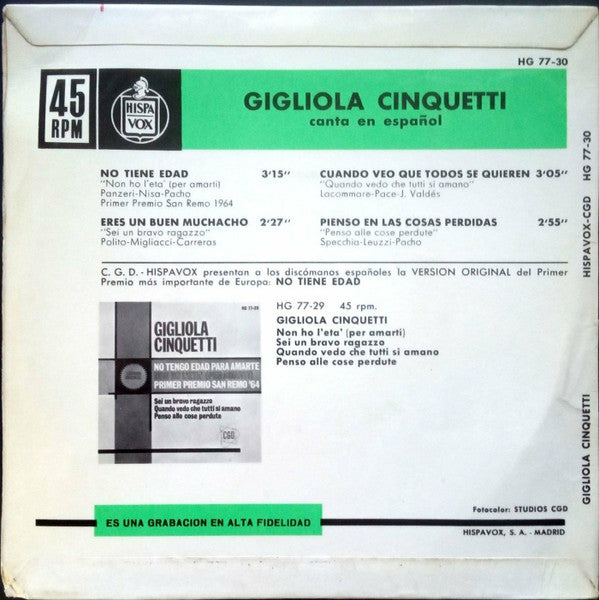 HG 77-30
45
RPM
HISPA
VOX
GIGLIOLA CINQUETTI
canta en español
NO TIENE EDAD 3'15"
"Non ho l'eta' (per amarti)
Panzeri-Nisa-Pacho
Primer Premio San Remo 1964
ERES UN BUEN MUCHACHO 2'27"
"Sei un bravo ragazzo"
Polito-Migliacci-Carreras
CUANDO VEO QUE TODOS SE QUIEREN 3'05"
"Quando vedo che tutti si amano"
Lacommare-Pace-J. Valdés
PIENSO EN LAS COSAS PERDIDAS 2'55"
"Penso alle cose perdute"
Specchia-Leuzzi-Pacho
C. G. D. - HISPAVOX presentan a los discómanos españoles la VERSION ORIGINAL del Primer
Premio más importante de Europa: NO TIENE EDAD
HG 77-29 45 rpm.
GIGLIOLA CINQUETTI
Non ho l'eta' (per amarti)
Sei un bravo ragazzo
Quando vedo che tutti si amano
Penso alle cose perdute
HG 77-29
GIGLIOLA
CINQUETTI
NO TENGO EDAD PARA AMARTE
PRIMER PREMIO SAN REMO '64
Sei un bravo ragazzo
Quando vedo che tutti si amano
Penso alle cose perdute
CGD
GIGLIOLA CINQUETTI HISPAVOX-CGD HG 77-30
Fotocolor: STUDIOS CGD
ES UNA GRABACION EN ALTA FIDELIDAD
HISPAVOX, S. A. - MADRID